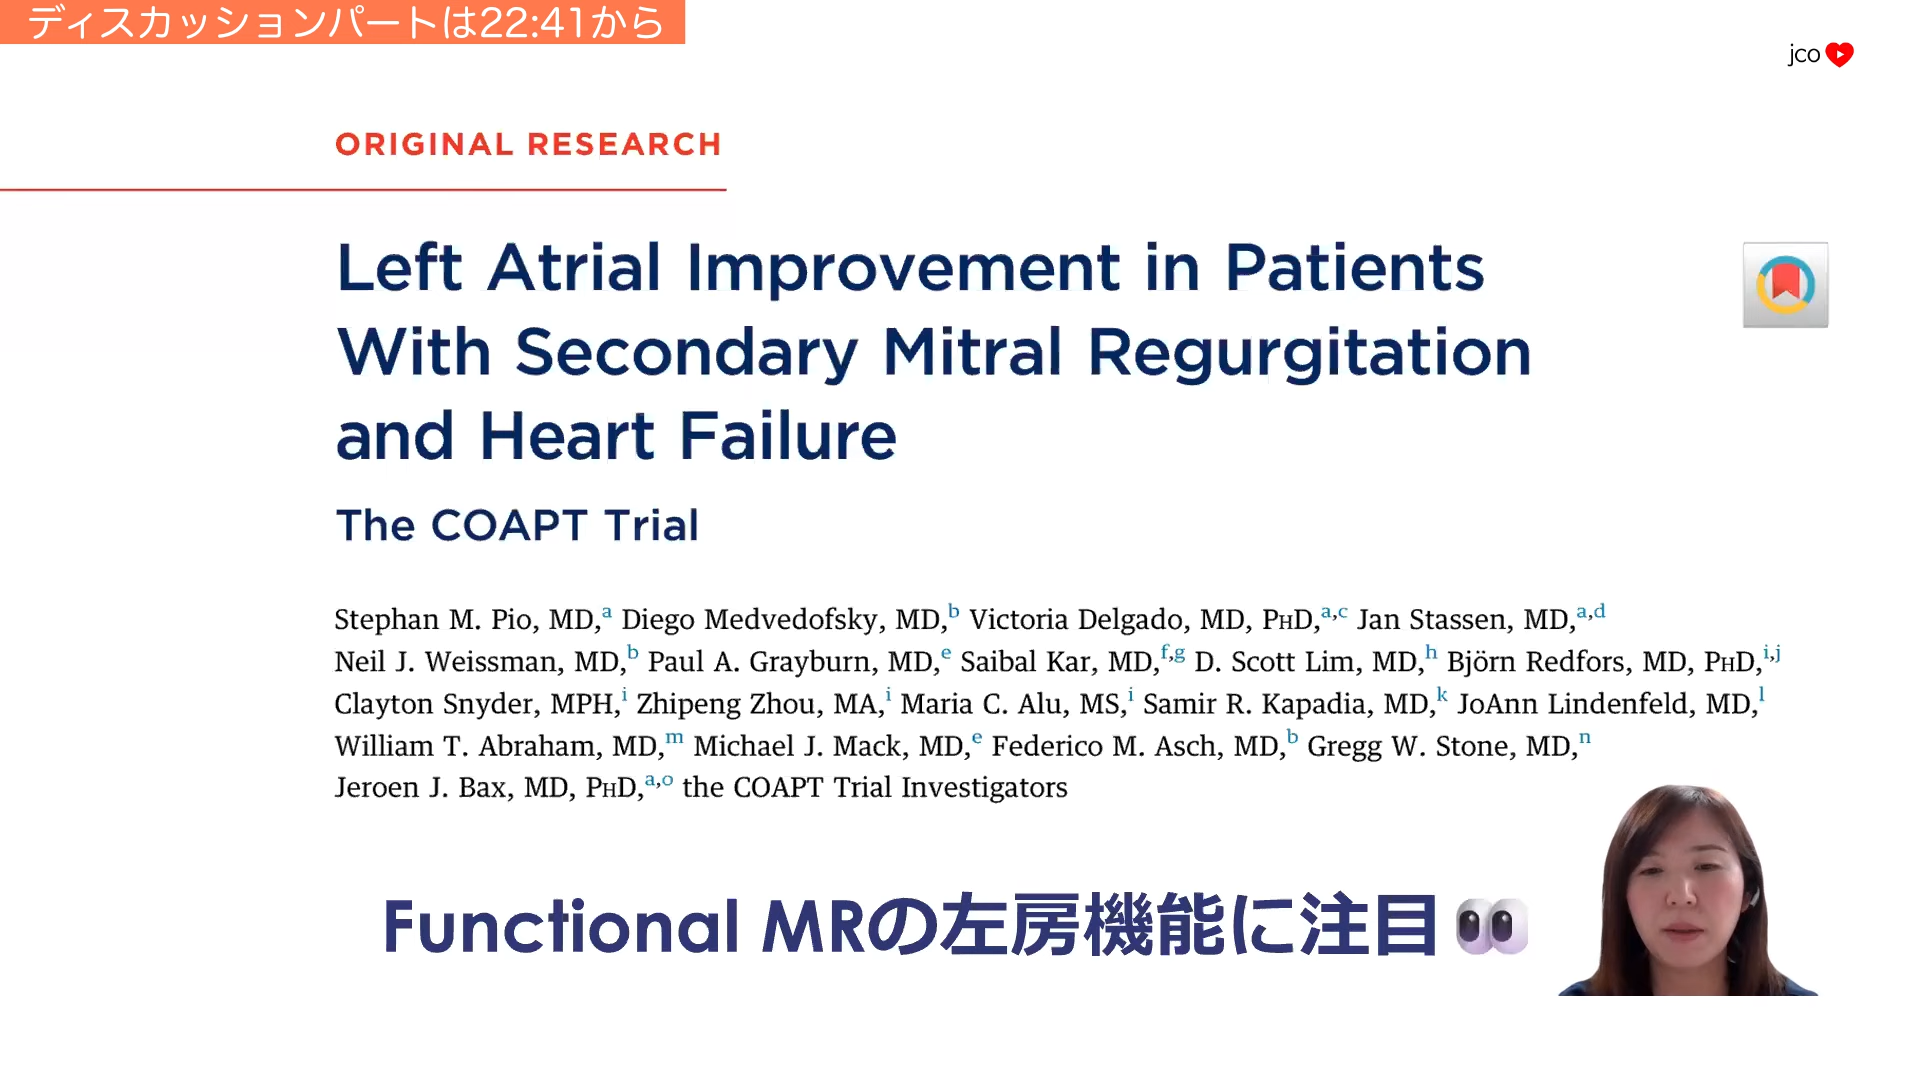 ディスカッションパートは22:41から
jco
ORIGINAL RESEARCH
Left Atrial Improvement in Patients
With Secondary Mitral Regurgitation
and Heart Failure
The COAPT Trial
Stephan M. Pio, MD,a Diego Medvedofsky, MD,b Victoria Delgado, MD, PHD,a,c Jan Stassen, MD,a,d
Neil J. Weissman, MD,b Paul A. Grayburn, MD,e Saibal Kar, MD,f,g D. Scott Lim, MD,h Björn Redfors, MD, PHD,i,j
Clayton Snyder, MPH,i Zhipeng Zhou, MA,i Maria C. Alu, MS,i Samir R. Kapadia, MD,k JoAnn Lindenfeld, MD,l
William T. Abraham, MD,m Michael J. Mack, MD,e Federico M. Asch, MD,b Gregg W. Stone, MD,n
Jeroen J. Bax, MD, PHD,a,o the COAPT Trial Investigators
Functional MRの左房機能に注目👀